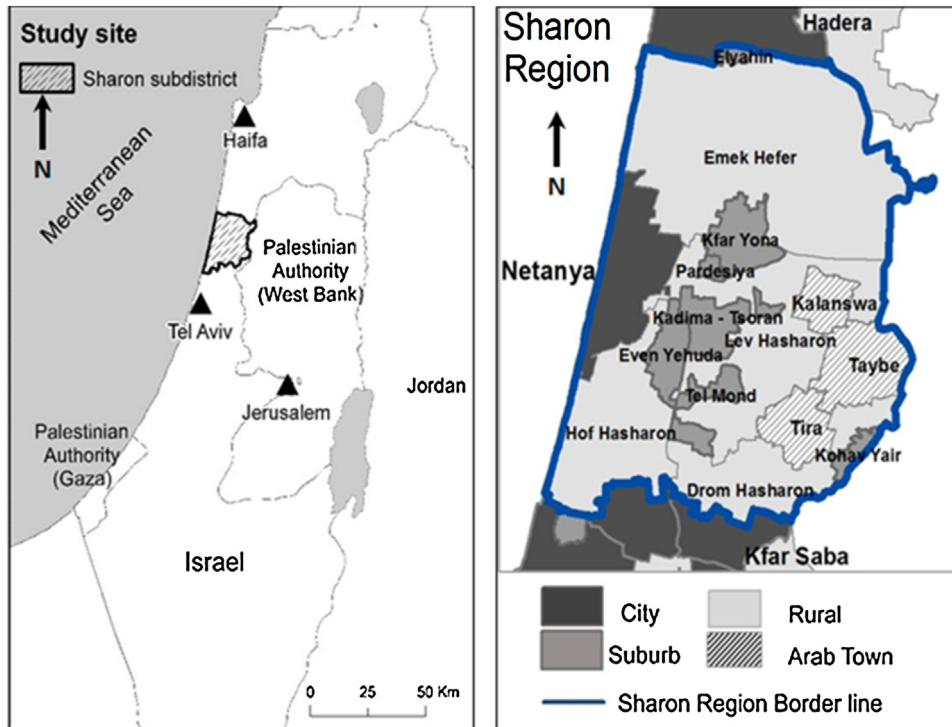 Study site
Sharon subdistrict
N
Haifa
Mediterranean
Sea
Palestinian
Authority
(West Bank)
Tel Aviv
Jordan
Jerusalem
Palestinian
Authority
(Gaza)
Israel
0 25 50 Km
Sharon
Region
N
Hadera
Elyahin
Emek Hefer
Kfar Yona
Netanya
Pardesiya
Kalanswa
Kadima - Tsoran
Lev Hasharon
Even Yehuda
Taybe
Tel Mond
Hof Hasharon
Tira
Kohav Yair
Drom Hasharon
Kfar Saba
City
Rural
Suburb
Arab Town
Sharon Region Border line